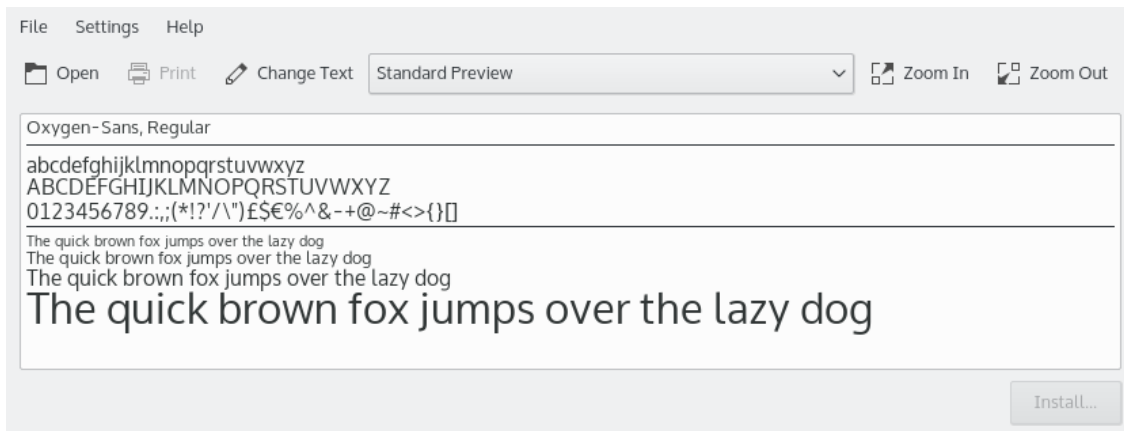 File Settings Help
Open Print Change Text Standard Preview Zoom In Zoom Out
Oxygen-Sans, Regular
abcdefghijklmnopqrstuvwxyz
ABCDEFGHIJKLMNOPQRSTUVWXYZ
0123456789.:,;(*!?'/\")£$€%^&-+@~#<>{}[]
The quick brown fox jumps over the lazy dog
The quick brown fox jumps over the lazy dog
The quick brown fox jumps over the lazy dog
The quick brown fox jumps over the lazy dog
Install...